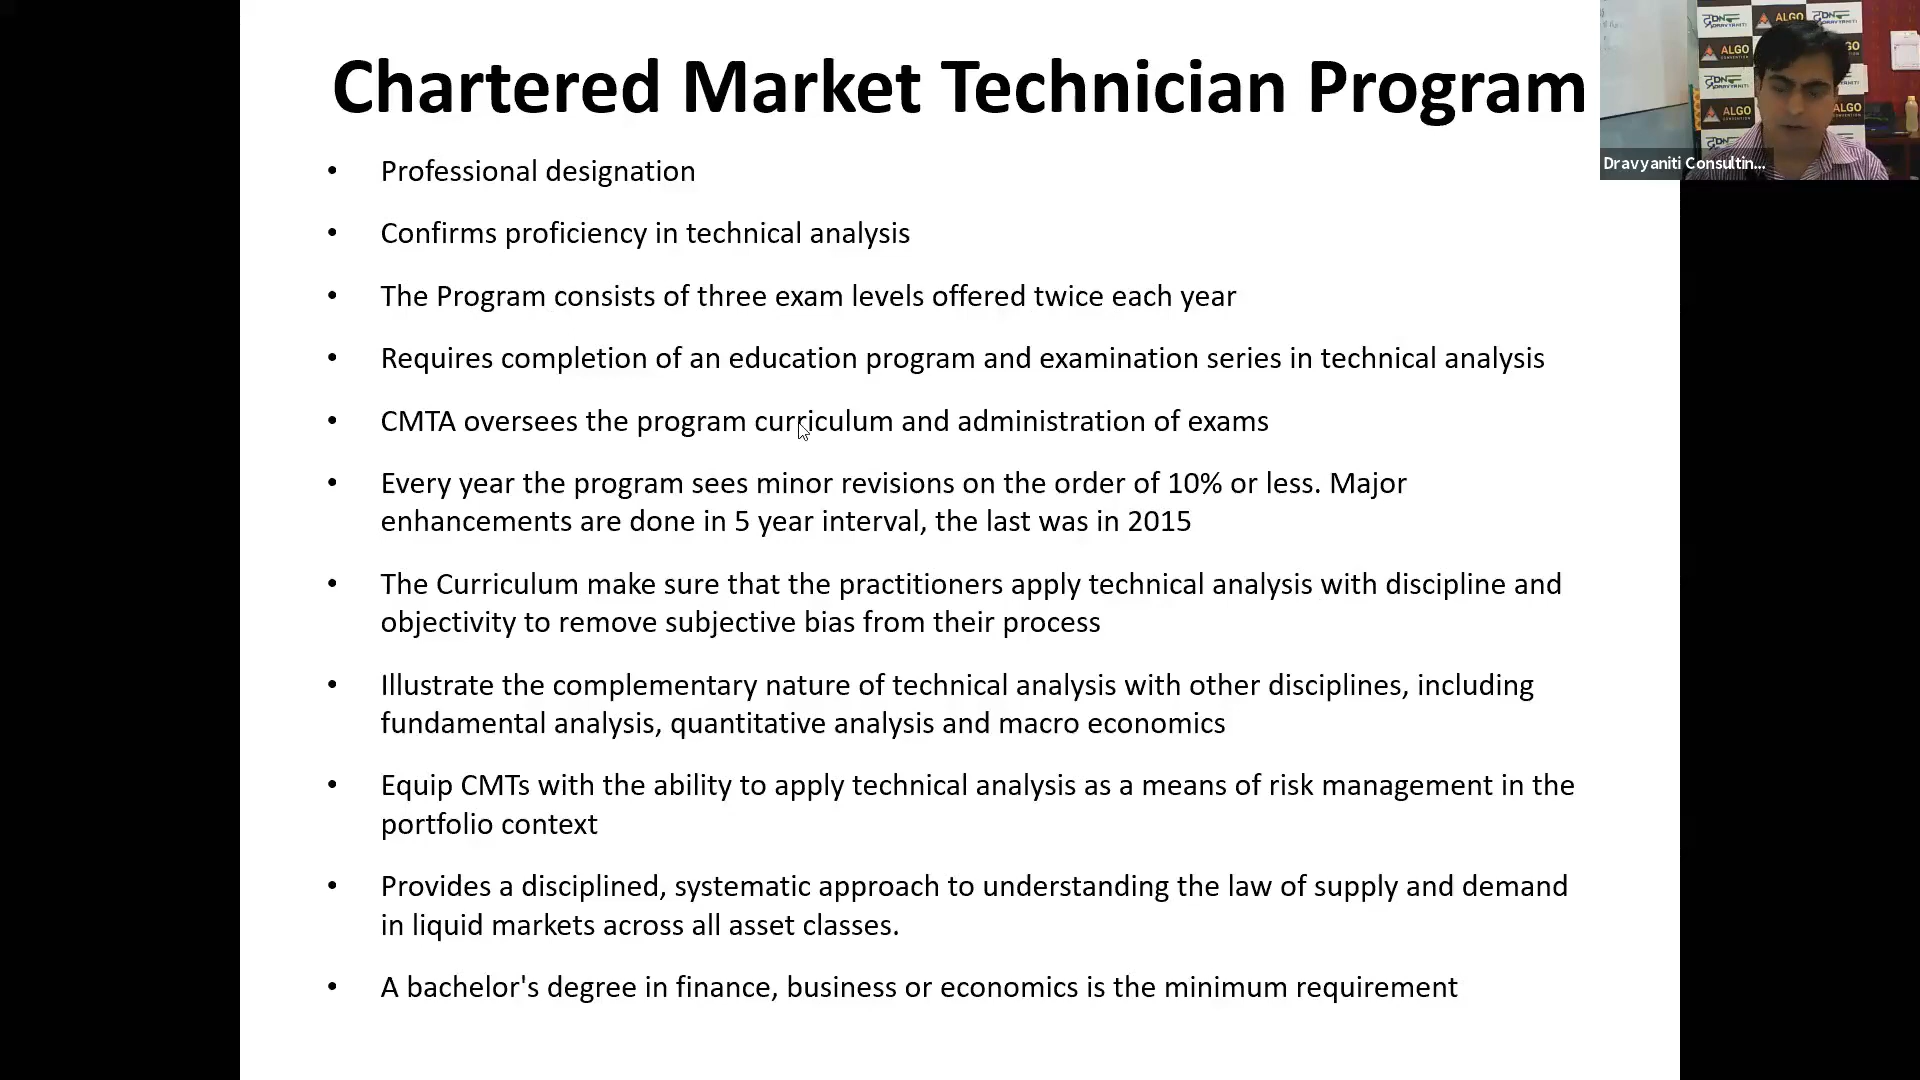 Chartered Market Technician Program
• Professional designation
• Confirms proficiency in technical analysis
• The Program consists of three exam levels offered twice each year
• Requires completion of an education program and examination series in technical analysis
• CMTA oversees the program curriculum and administration of exams
• Every year the program sees minor revisions on the order of 10% or less. Major
enhancements are done in 5 year interval, the last was in 2015
• The Curriculum make sure that the practitioners apply technical analysis with discipline and
objectivity to remove subjective bias from their process
• Illustrate the complementary nature of technical analysis with other disciplines, including
fundamental analysis, quantitative analysis and macro economics
• Equip CMTs with the ability to apply technical analysis as a means of risk management in the
portfolio context
• Provides a disciplined, systematic approach to understanding the law of supply and demand
in liquid markets across all asset classes.
• A bachelor's degree in finance, business or economics is the minimum requirement
ALGO
ALGO
ALGO
ALGO
Dravyaniti Consultin...